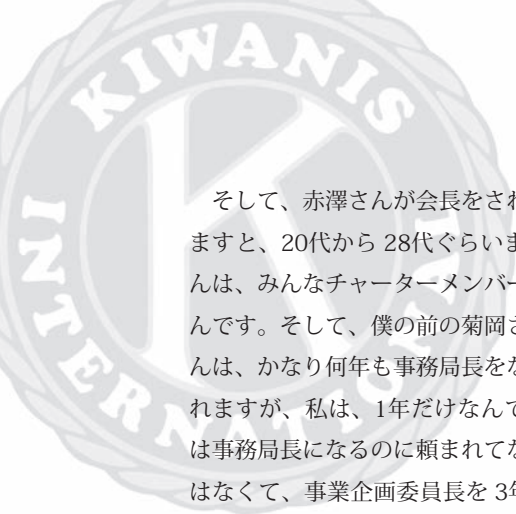 KIWANIS
INTERNATIONAL
K
そして、赤澤さんが会長をされ
ますと、20代から 28代ぐらいま
んは、みんなチャーターメンバー
んです。そして、僕の前の菊岡さ
んは、かなり何年も事務局長をな
れますが、私は、1年だけなんて
は事務局長になるのに頼まれてな
はなくて、事業企画委員長を 3年